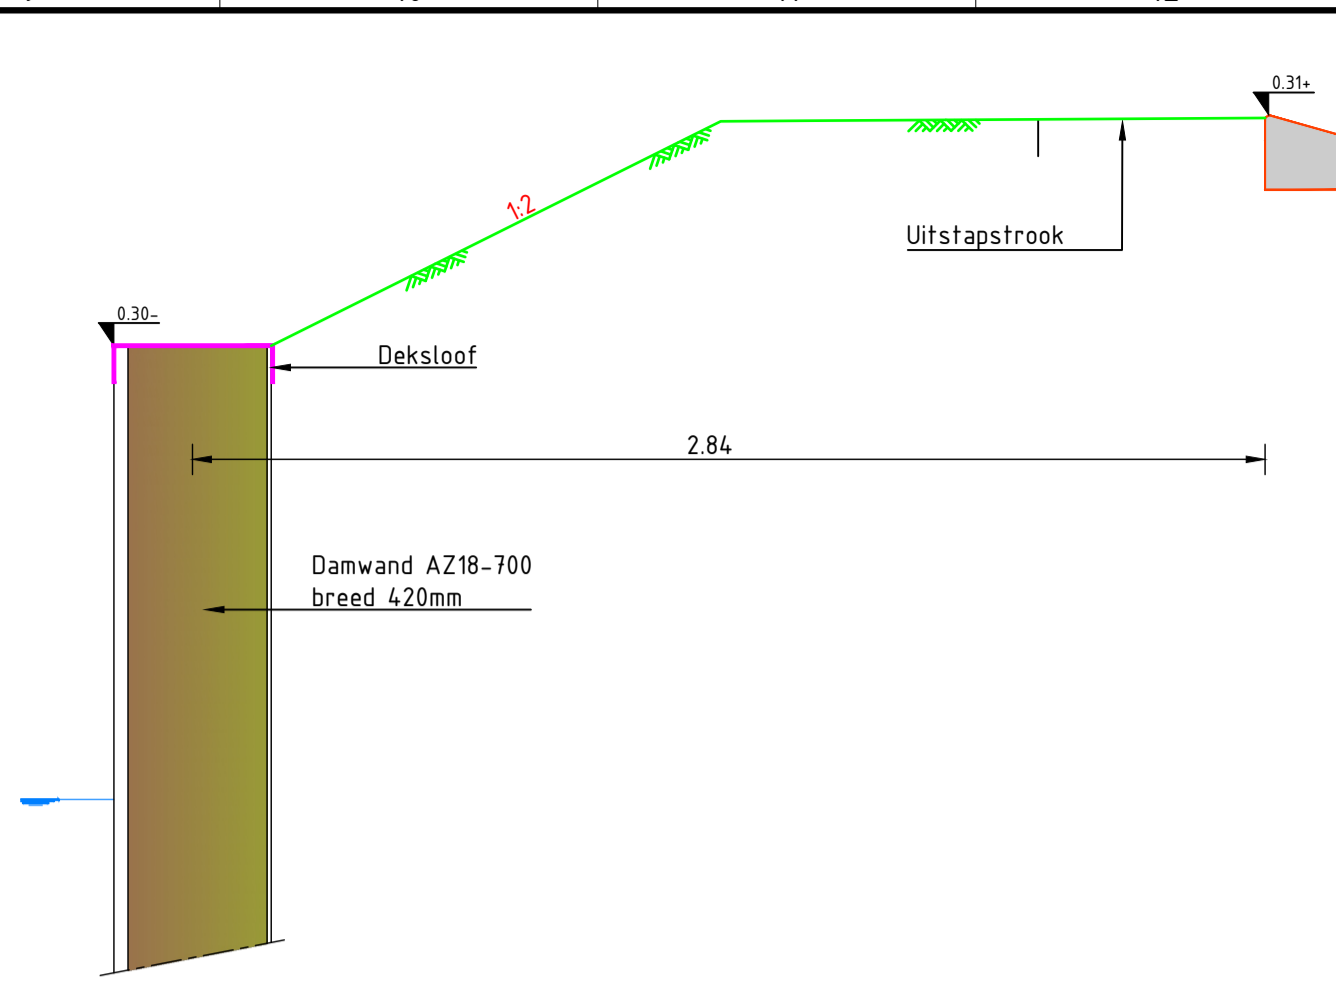 0.31+
1:2
Uitstapstrook
0.30-
Deksloof
2.84
Damwand AZ18-700
breed 420mm